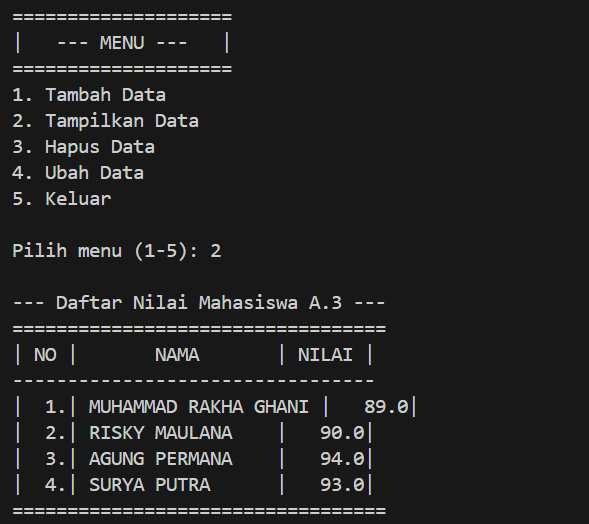 ====================
|   --- MENU ---   |
====================
1. Tambah Data
2. Tampilkan Data
3. Hapus Data
4. Ubah Data
5. Keluar

Pilih menu (1-5): 2

--- Daftar Nilai Mahasiswa A.3 ---
==================================
| NO |       NAMA       | NILAI |
---------------------------------
|  1.| MUHAMMAD RAKHA GHANI |   89.0|
|  2.| RISKY MAULANA    |   90.0|
|  3.| AGUNG PERMANA    |   94.0|
|  4.| SURYA PUTRA      |   93.0|
==================================